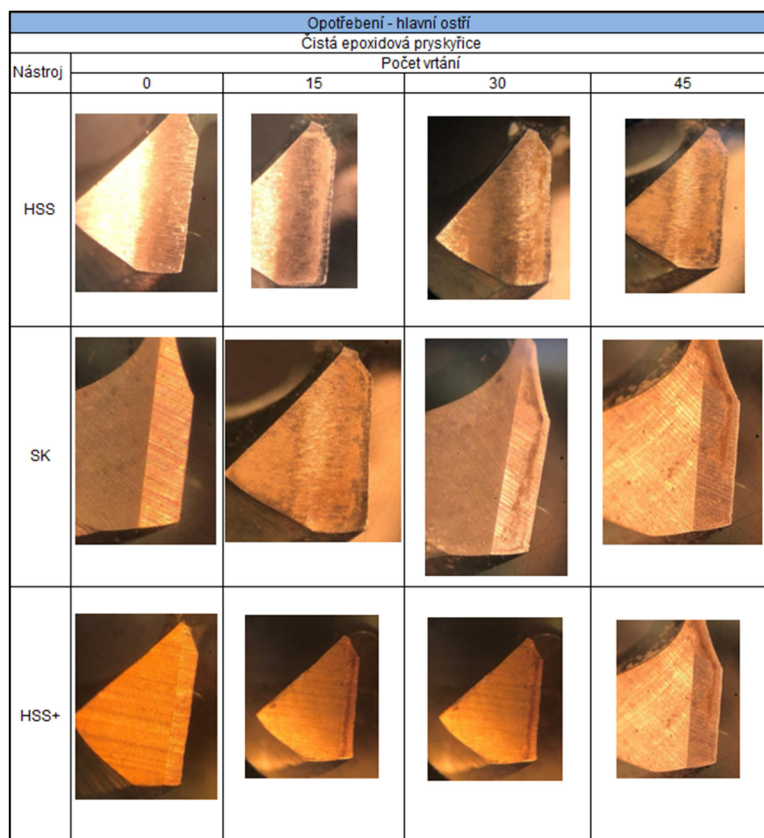 Opotřebení - hlavní ostří
Čistá epoxidová pryskyřice
Nástroj
Počet vrtání
0 15 30 45
HSS
SK
HSS+